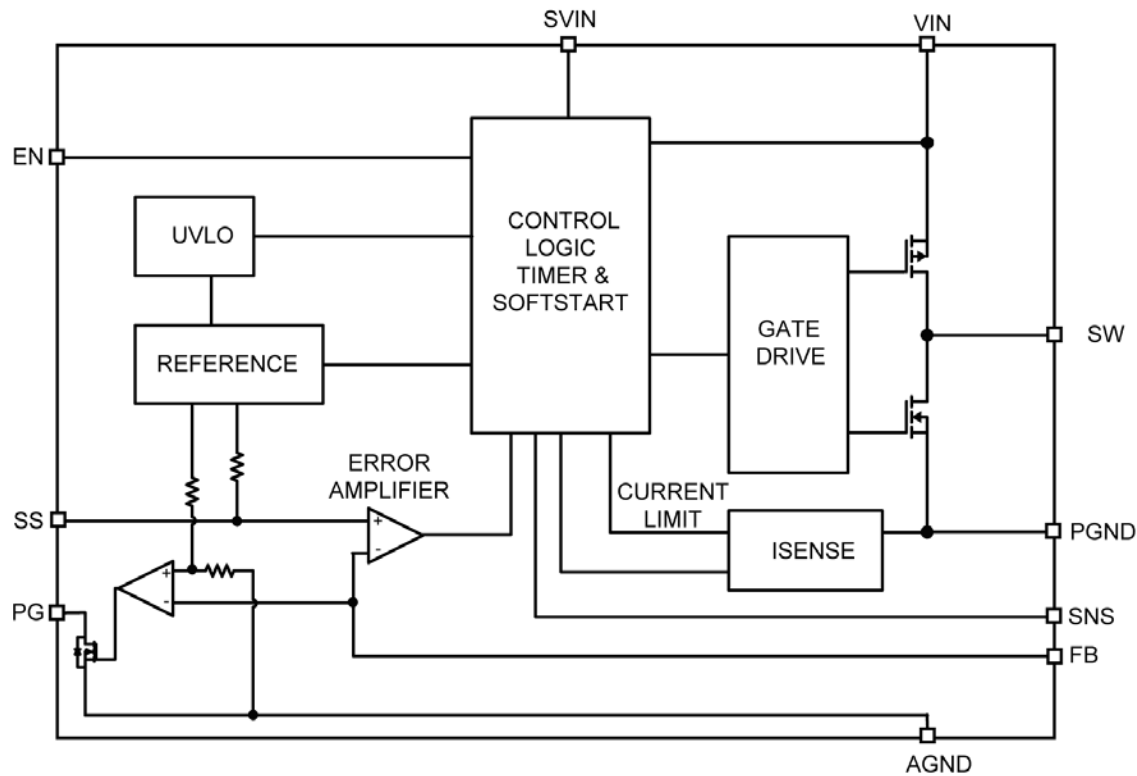 SVIN
VIN
EN
UVLO
CONTROL
LOGIC
TIMER &
SOFTSTART
GATE
DRIVE
SW
REFERENCE
ERROR
AMPLIFIER
+
-
CURRENT
LIMIT
ISENSE
SS
PGND
+
-
PG
SNS
FB
AGND